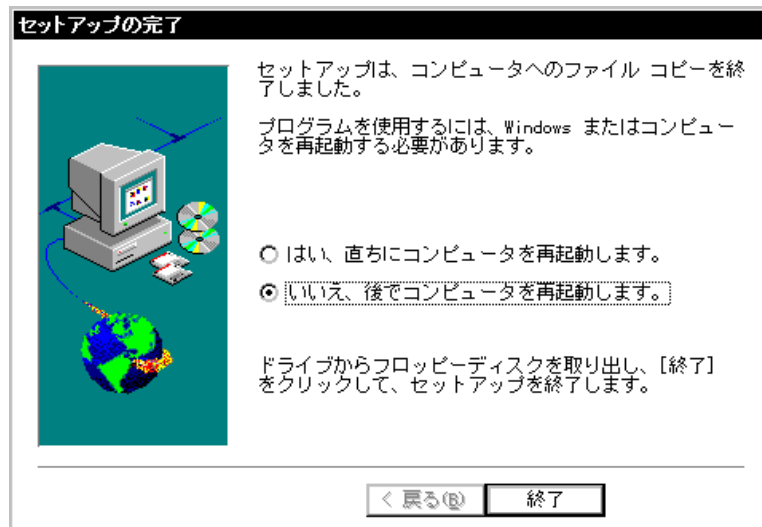 セットアップの完了
セットアップは、コンピュータへのファイル コピーを終
了しました。
プログラムを使用するには、Windows またはコンピュー
タを再起動する必要があります。
はい、直ちにコンピュータを再起動します。
いいえ、後でコンピュータを再起動します。
ドライブからフロッピーディスクを取り出し、[終了]
をクリックして、セットアップを終了します。
< 戻る(B)
終了